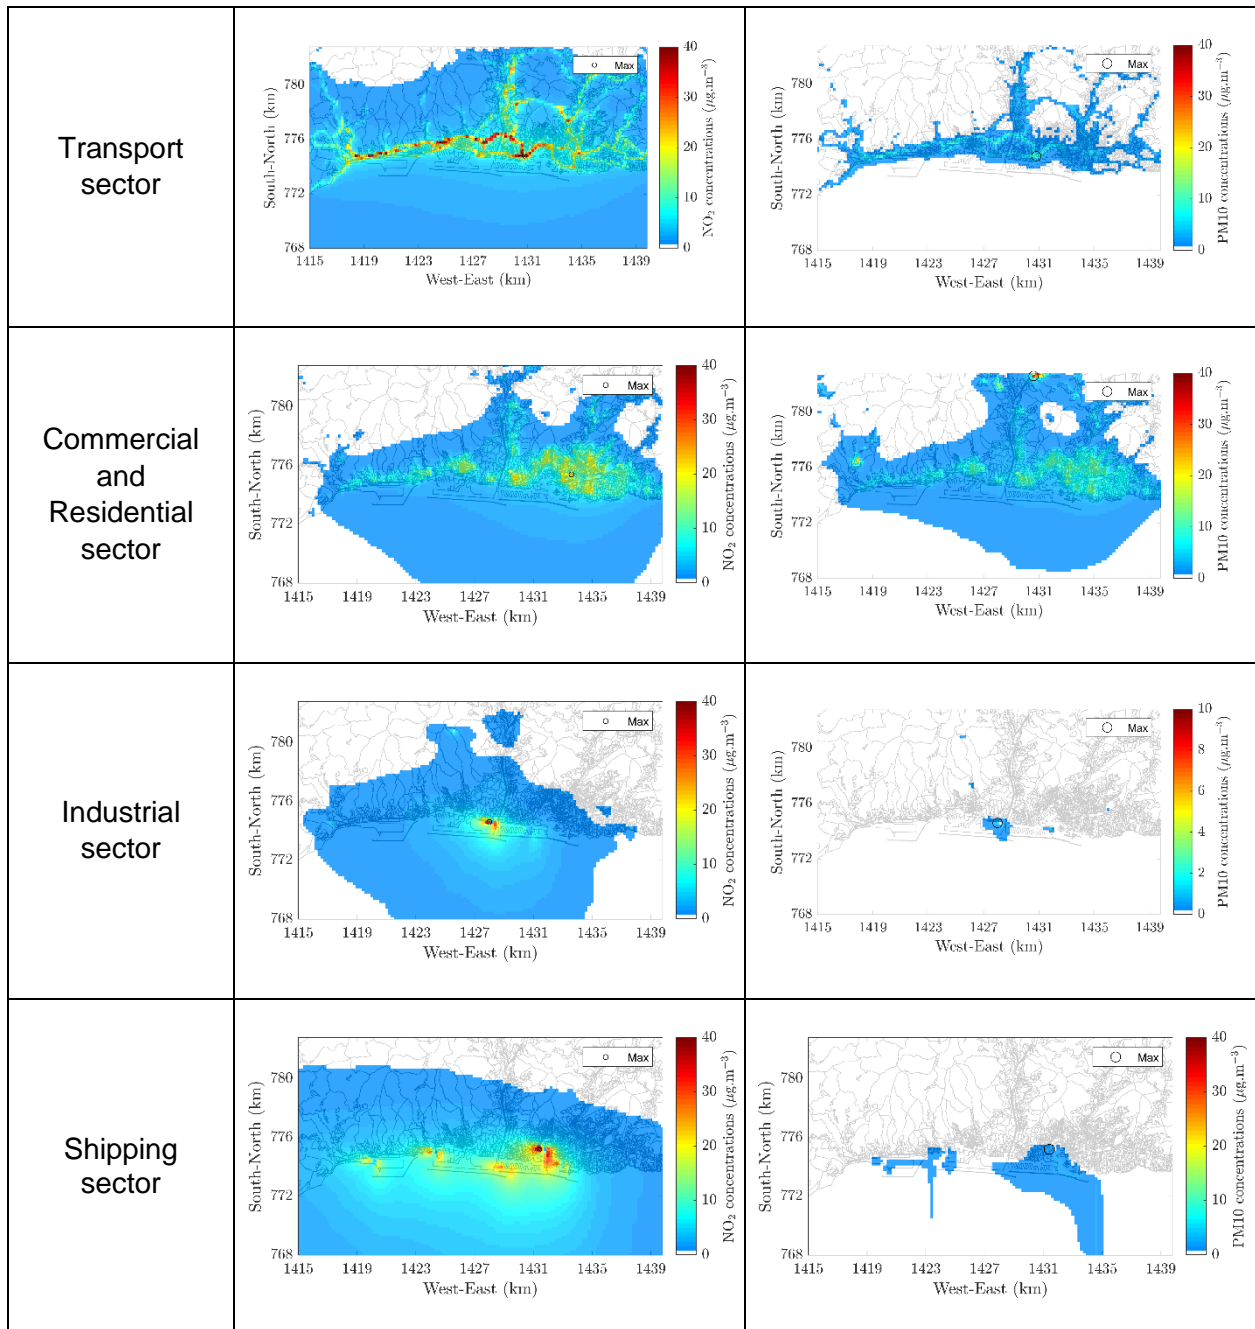 Transport
sector
Max
780
776
772
768
1415 1419 1423 1427 1431 1435 1439
West-East (km)
South-North (km)
40
30
20
10
0
NO₂ concentrations (μg.m⁻³)
Max
780
776
772
768
1415 1419 1423 1427 1431 1435 1439
West-East (km)
South-North (km)
40
30
20
10
0
PM10 concentrations (μg.m⁻³)
Commercial
and
Residential
sector
Max
780
776
772
768
1415 1419 1423 1427 1431 1435 1439
West-East (km)
South-North (km)
40
30
20
10
0
NO₂ concentrations (μg.m⁻³)
Max
780
776
772
768
1415 1419 1423 1427 1431 1435 1439
West-East (km)
South-North (km)
40
30
20
10
0
PM10 concentrations (μg.m⁻³)
Industrial
sector
Max
780
776
772
768
1415 1419 1423 1427 1431 1435 1439
West-East (km)
South-North (km)
40
30
20
10
0
NO₂ concentrations (μg.m⁻³)
Max
780
776
772
768
1415 1419 1423 1427 1431 1435 1439
West-East (km)
South-North (km)
10
8
6
4
2
0
PM10 concentrations (μg.m⁻³)
Shipping
sector
Max
780
776
772
768
1415 1419 1423 1427 1431 1435 1439
West-East (km)
South-North (km)
40
30
20
10
0
NO₂ concentrations (μg.m⁻³)
Max
780
776
772
768
1415 1419 1423 1427 1431 1435 1439
West-East (km)
South-North (km)
40
30
20
10
0
PM10 concentrations (μg.m⁻³)